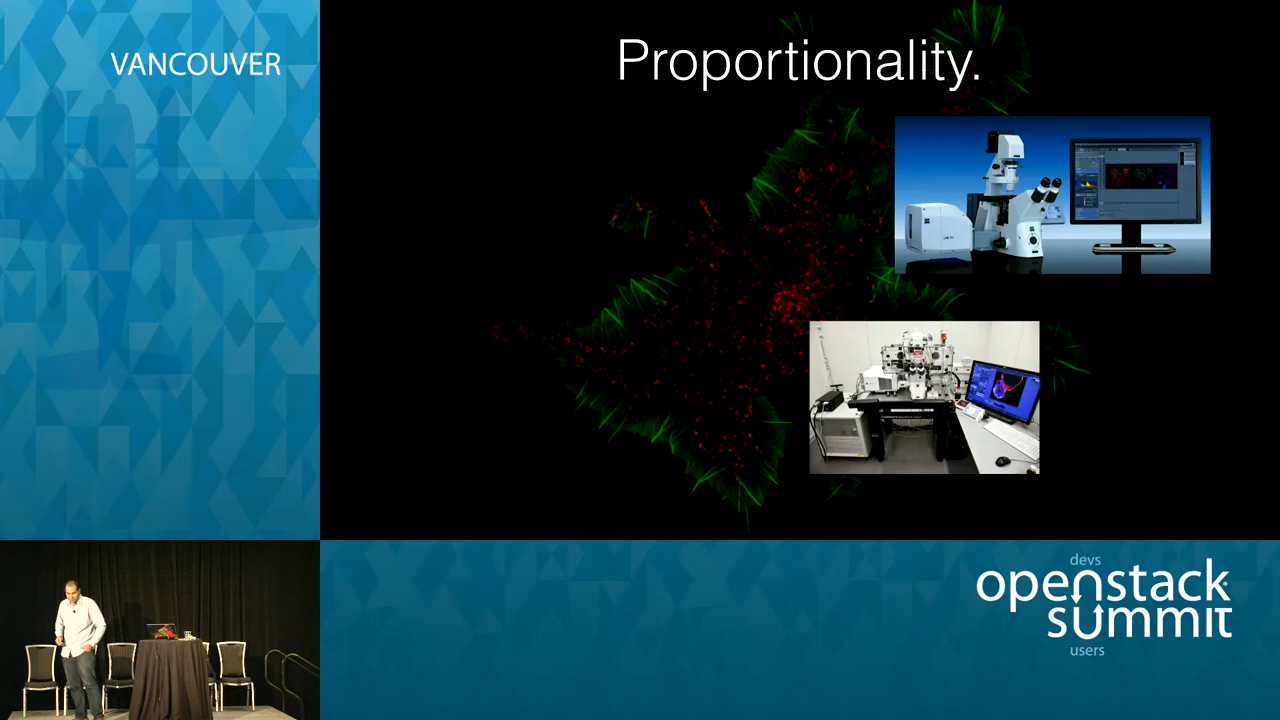 VANCOUVER
Proportionality.
devs
openstack
summit
users